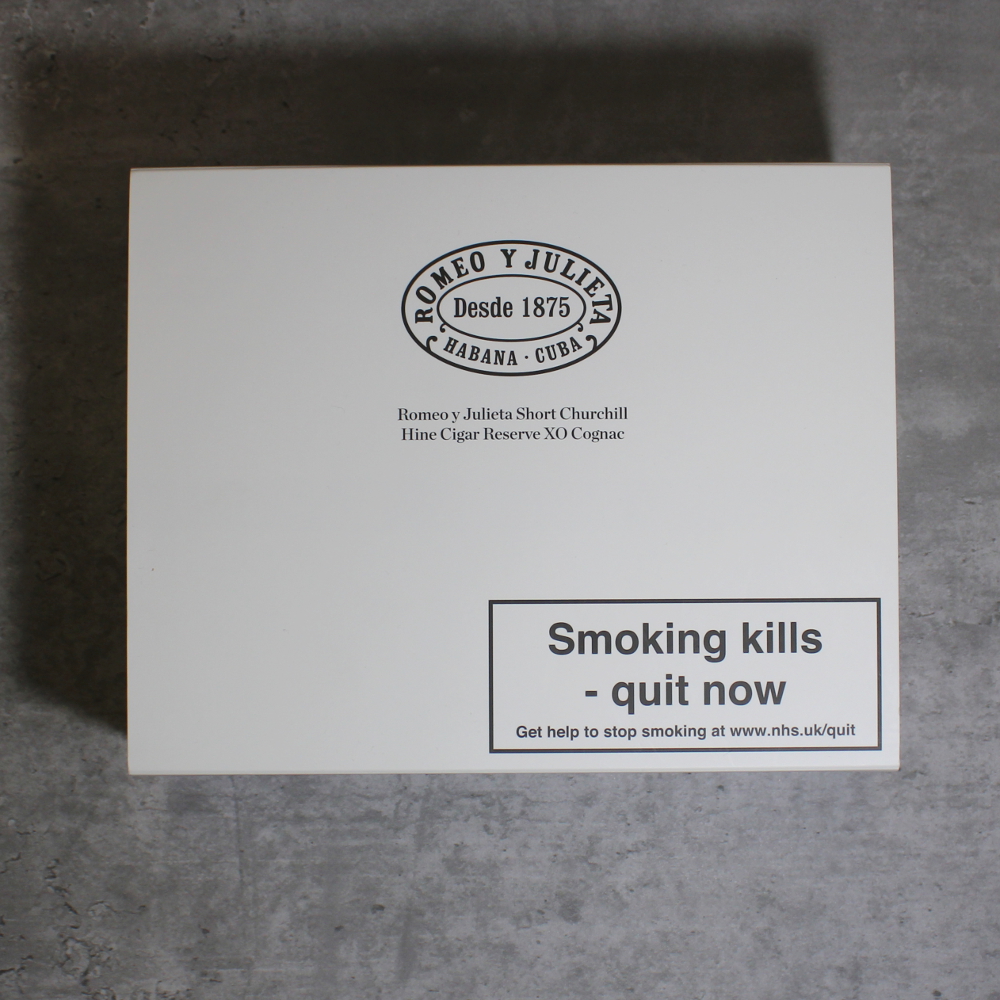 ROMEO Y JULIETA
Desde 1875
HABANA · CUBA
Romeo y Julieta Short Churchill
Hine Cigar Reserve XO Cognac
Smoking kills
- quit now
Get help to stop smoking at www.nhs.uk/quit